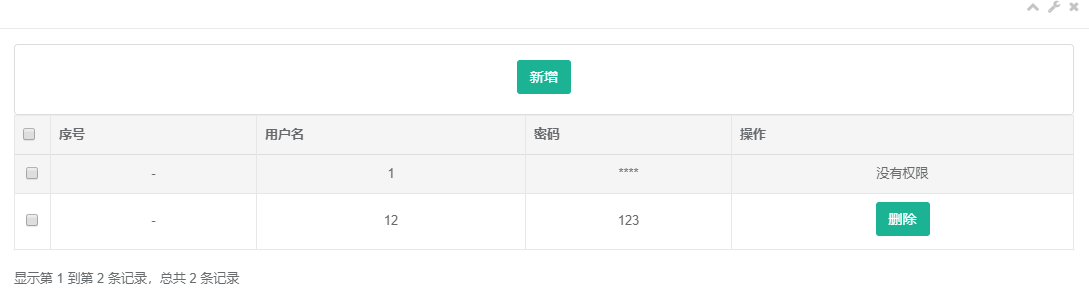 新增
序号 用户名 密码 操作
- 1 **** 没有权限
- 12 123 删除
显示第 1 到第 2 条记录，总共 2 条记录